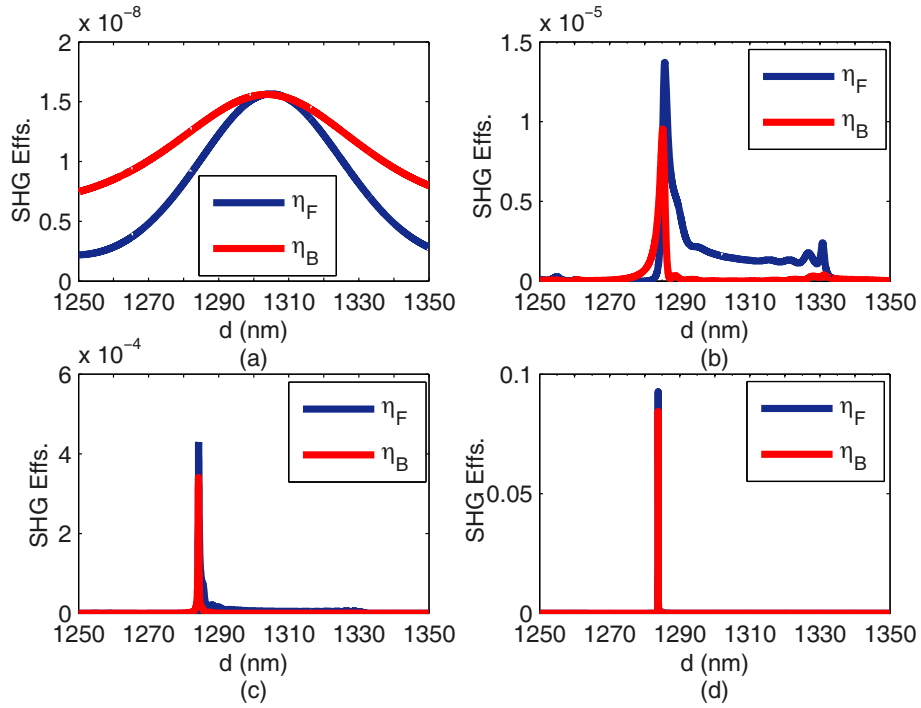 x 10⁻⁸
2
1.5
1
0.5
0
SHG Effs.
η_F
η_B
1250 1270 1290 1310 1330 1350
d (nm)
(a)
x 10⁻⁵
1.5
1
0.5
0
SHG Effs.
η_F
η_B
1250 1270 1290 1310 1330 1350
d (nm)
(b)
x 10⁻⁴
6
4
2
0
SHG Effs.
η_F
η_B
1250 1270 1290 1310 1330 1350
d (nm)
(c)
0.1
0.05
0
SHG Effs.
η_F
η_B
1250 1270 1290 1310 1330 1350
d (nm)
(d)